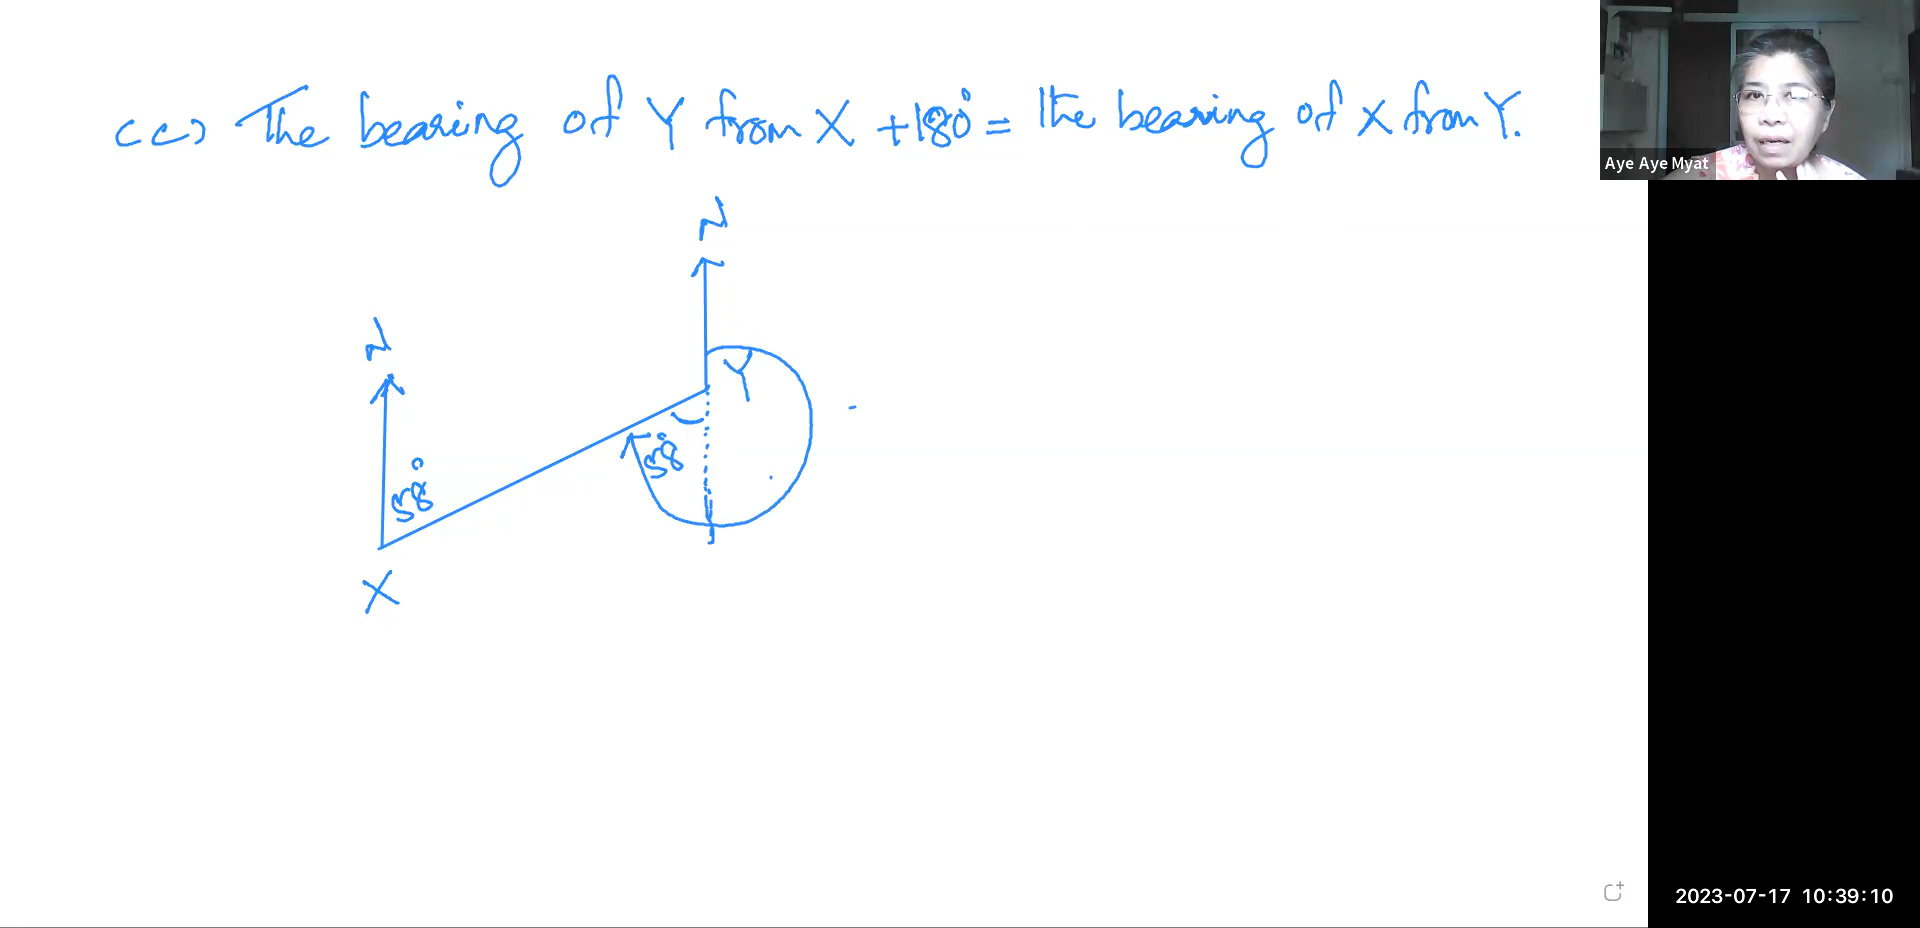 (c) The bearing of Y from X +180° = the bearing of X from Y.
Aye Aye Myat
N
N
Y
58°
58°
X
2023-07-17 10:39:10